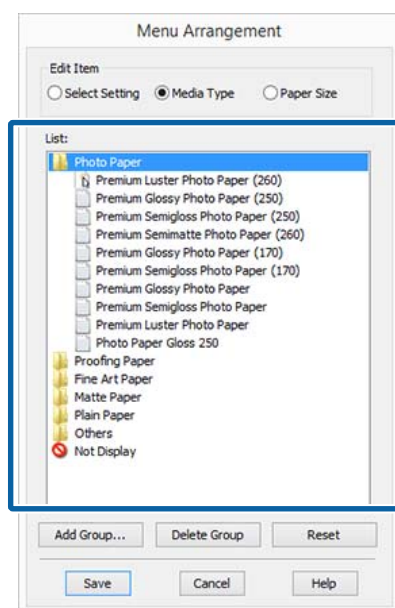 Menu Arrangement
Edit Item
Select Setting Media Type Paper Size
List:
Photo Paper
Premium Luster Photo Paper (260)
Premium Glossy Photo Paper (250)
Premium Semigloss Photo Paper (250)
Premium Semimatte Photo Paper (260)
Premium Glossy Photo Paper (170)
Premium Semigloss Photo Paper (170)
Premium Glossy Photo Paper
Premium Semigloss Photo Paper
Premium Luster Photo Paper
Photo Paper Gloss 250
Proofing Paper
Fine Art Paper
Matte Paper
Plain Paper
Others
Not Display
Add Group... Delete Group Reset
Save Cancel Help